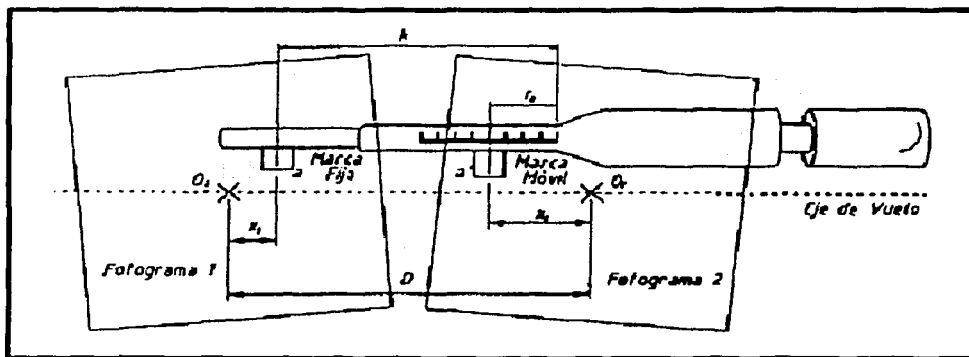 k
r₀
Marca Fija
a
a'
Marca Móvil
O₁
O₂
Eje de Vuelo
x₁
x₂
Fotograma 1
D
Fotograma 2